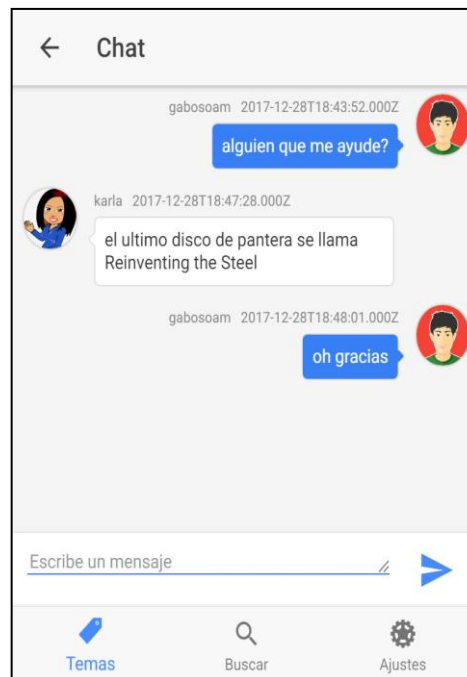 Chat
gabosoam 2017-12-28T18:43:52.000Z
alguien que me ayude?
karla 2017-12-28T18:47:28.000Z
el ultimo disco de pantera se llama
Reinventing the Steel
gabosoam 2017-12-28T18:48:01.000Z
oh gracias
Escribe un mensaje
Temas
Buscar
Ajustes